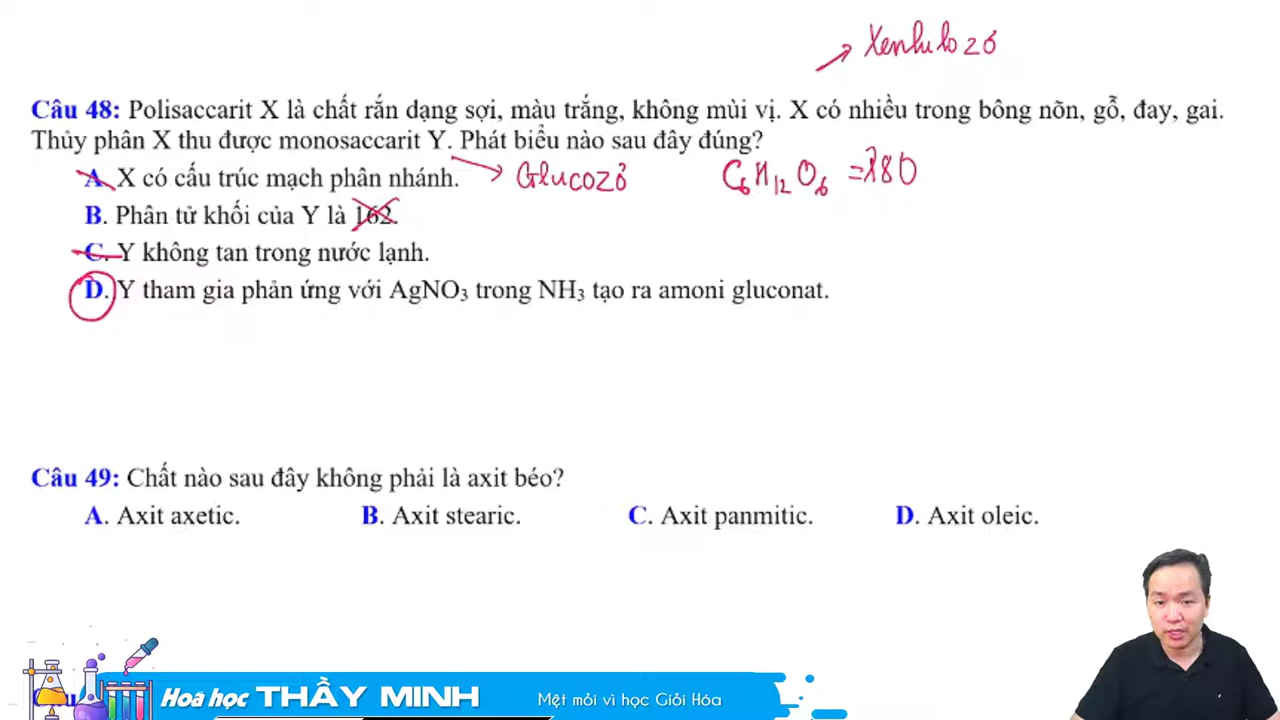 Xenlulozơ
Câu 48: Polisaccarit X là chất rắn dạng sợi, màu trắng, không mùi vị. X có nhiều trong bông nõn, gỗ, đay, gai.
Thủy phân X thu được monosaccarit Y. Phát biểu nào sau đây đúng?
A. X có cấu trúc mạch phân nhánh.
Glucozơ
C6H12O6 = 180
B. Phân tử khối của Y là 162.
C. Y không tan trong nước lạnh.
D. Y tham gia phản ứng với AgNO3 trong NH3 tạo ra amoni gluconat.
Câu 49: Chất nào sau đây không phải là axit béo?
A. Axit axetic. B. Axit stearic. C. Axit panmitic. D. Axit oleic.
Hoá học THẦY MINH Mệt mỏi vì học Giỏi Hóa